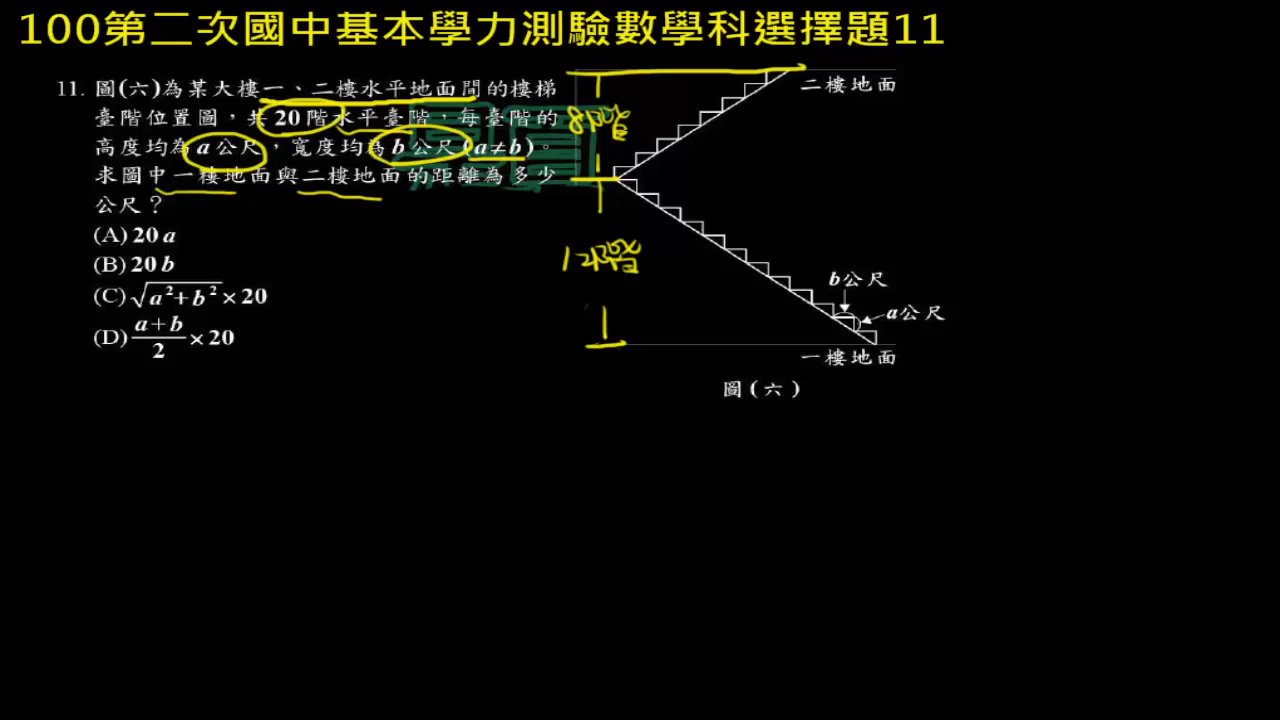 100第二次國中基本學力測驗數學科選擇題11
11. 圖(六)為某大樓一、二樓水平地面間的樓梯
臺階位置圖，共20階水平臺階，每臺階的
高度均為a公尺，寬度均為b公尺(a≠b)。
求圖中一樓地面與二樓地面的距離為多少
公尺？
(A) 20a
(B) 20b
(C) √a²+b² × 20
(D) a+b/2 × 20
二樓地面
8階
12階
b公尺
a公尺
一樓地面
圖(六)